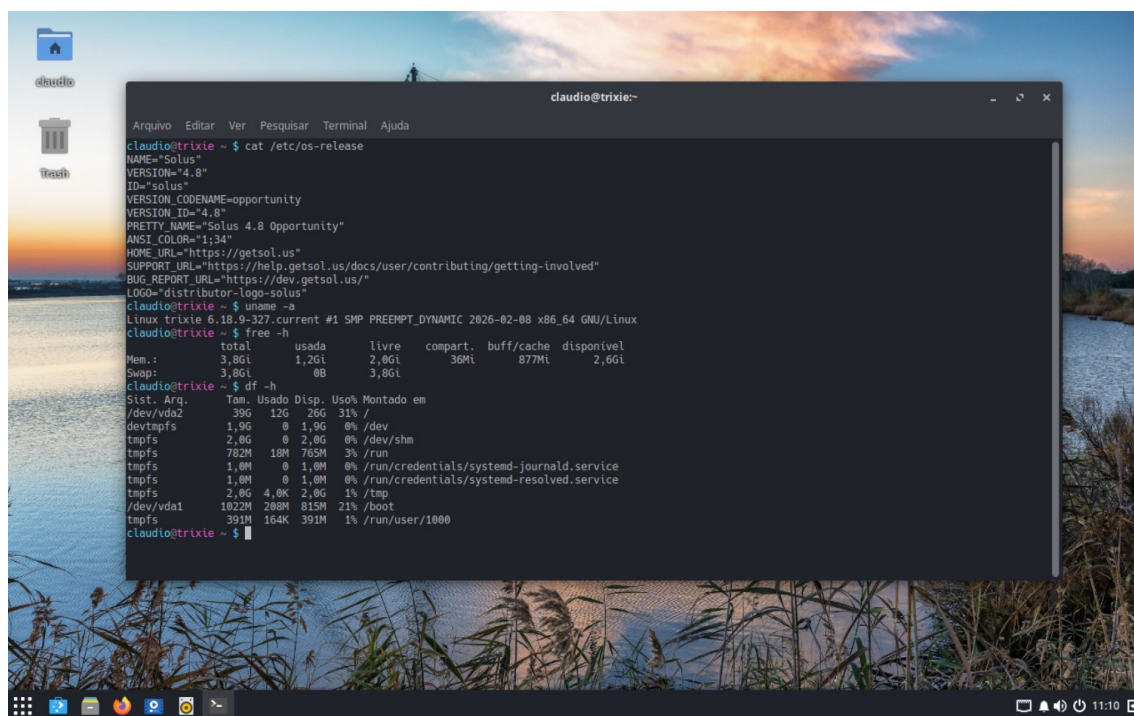 claudio
Trash
claudio@trixie:~
Arquivo Editar Ver Pesquisar Terminal Ajuda
claudio@trixie ~ $ cat /etc/os-release
NAME="Solus"
VERSION="4.8"
ID="solus"
VERSION_CODENAME=opportunity
VERSION_ID="4.8"
PRETTY_NAME="Solus 4.8 Opportunity"
ANSI_COLOR="1;34"
HOME_URL="https://getsol.us"
SUPPORT_URL="https://help.getsol.us/docs/user/contributing/getting-involved"
BUG_REPORT_URL="https://dev.getsol.us/"
LOGO="distributor-logo-solus"
claudio@trixie ~ $ uname -a
Linux trixie 6.18.9-327.current #1 SMP PREEMPT_DYNAMIC 2026-02-08 x86_64 GNU/Linux
claudio@trixie ~ $ free -h
total usada livre compart. buff/cache disponível
Mem.: 3,8Gi 1,2Gi 2,0Gi 36Mi 877Mi 2,6Gi
Swap: 3,8Gi 0B 3,8Gi
claudio@trixie ~ $ df -h
Sist. Arq. Tam. Usado Disp. Uso% Montado em
/dev/vda2 39G 12G 26G 31% /
devtmpfs 1,9G 0 1,9G 0% /dev
tmpfs 2,0G 0 2,0G 0% /dev/shm
tmpfs 782M 18M 765M 3% /run
tmpfs 1,0M 0 1,0M 0% /run/credentials/systemd-journald.service
tmpfs 1,0M 0 1,0M 0% /run/credentials/systemd-resolved.service
tmpfs 2,0G 4,0K 2,0G 1% /tmp
/dev/vda1 1022M 208M 815M 21% /boot
tmpfs 391M 164K 391M 1% /run/user/1000
claudio@trixie ~ $
11:10